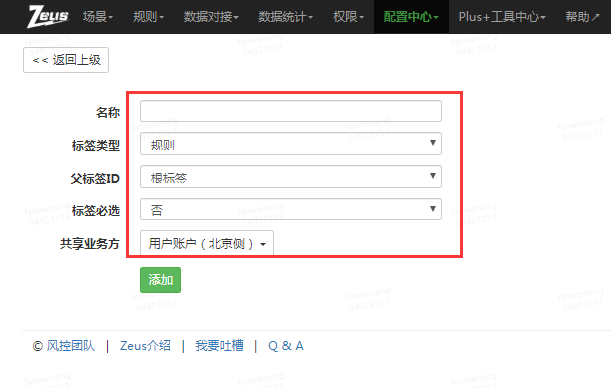 ZEUS 场景 规则 数据对接 数据统计 权限 配置中心 Plus+工具中心 帮助↗
<< 返回上级
名称
标签类型 规则
父标签ID 根标签
标签必选 否
共享业务方 用户账户（北京侧）
添加
© 风控团队 | Zeus介绍 | 我要吐槽 | Q & A